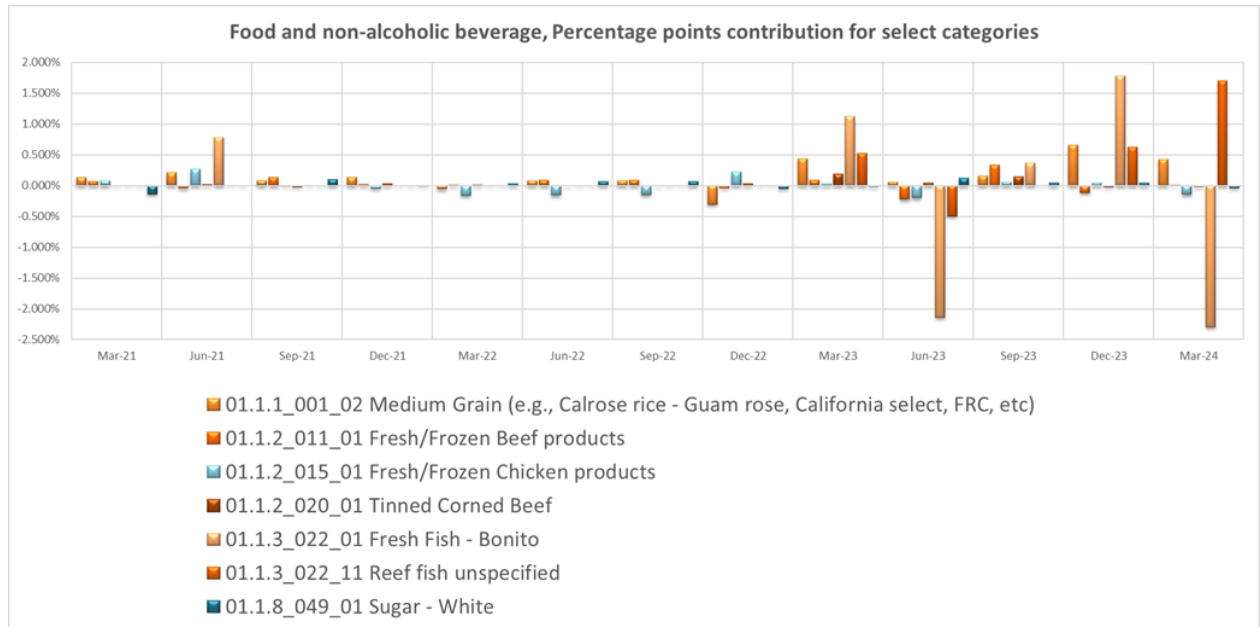 Food and non-alcoholic beverage, Percentage points contribution for select categories
2.000%
1.500%
1.000%
0.500%
0.000%
-0.500%
-1.000%
-1.500%
-2.000%
-2.500%
Mar-21 Jun-21 Sep-21 Dec-21 Mar-22 Jun-22 Sep-22 Dec-22 Mar-23 Jun-23 Sep-23 Dec-23 Mar-24
01.1.1_001_02 Medium Grain (e.g., Calrose rice - Guam rose, California select, FRC, etc)
01.1.2_011_01 Fresh/Frozen Beef products
01.1.2_015_01 Fresh/Frozen Chicken products
01.1.2_020_01 Tinned Corned Beef
01.1.3_022_01 Fresh Fish - Bonito
01.1.3_022_11 Reef fish unspecified
01.1.8_049_01 Sugar - White